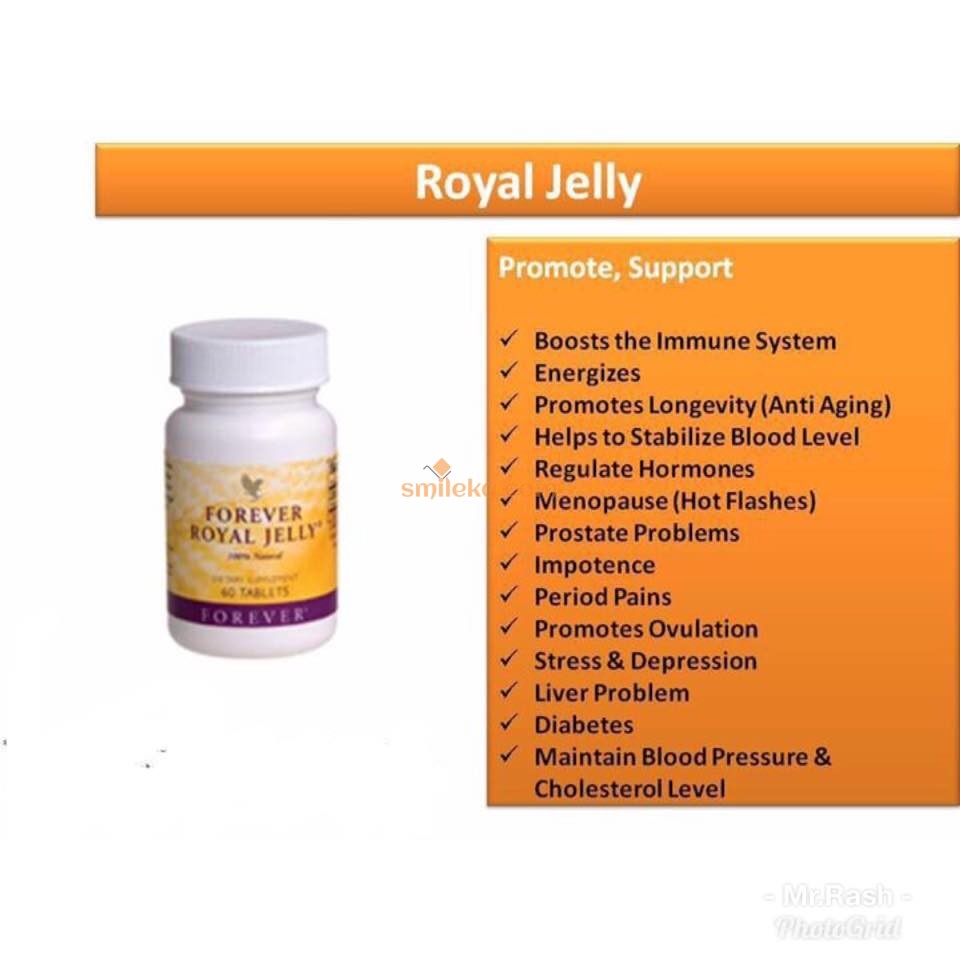 Royal Jelly
Promote, Support
✓ Boosts the Immune System
✓ Energizes
✓ Promotes Longevity (Anti Aging)
✓ Helps to Stabilize Blood Level
✓ Regulate Hormones
✓ Menopause (Hot Flashes)
✓ Prostate Problems
✓ Impotence
✓ Period Pains
✓ Promotes Ovulation
✓ Stress & Depression
✓ Liver Problem
✓ Diabetes
✓ Maintain Blood Pressure &
Cholesterol Level
FOREVER
ROYAL JELLY®
100% Natural
DIETARY SUPPLEMENT
60 TABLETS
FOREVER®
- Mr.Rash -
PhotoGrid